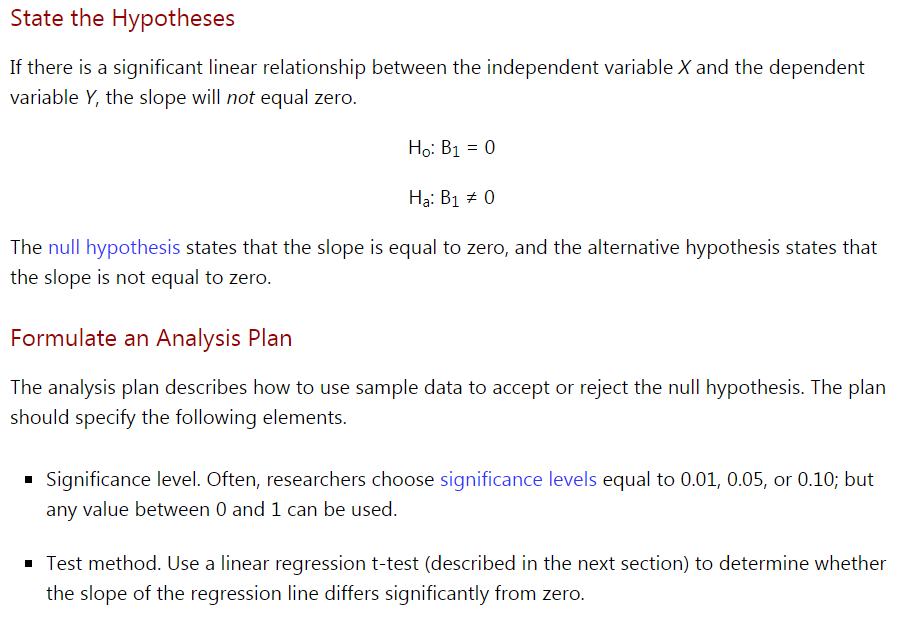 State the Hypotheses
If there is a significant linear relationship between the independent variable X and the dependent
variable Y, the slope will not equal zero.
Ho: B1 = 0
Ha: B1 ≠ 0
The null hypothesis states that the slope is equal to zero, and the alternative hypothesis states that
the slope is not equal to zero.
Formulate an Analysis Plan
The analysis plan describes how to use sample data to accept or reject the null hypothesis. The plan
should specify the following elements.
▪ Significance level. Often, researchers choose significance levels equal to 0.01, 0.05, or 0.10; but
any value between 0 and 1 can be used.
▪ Test method. Use a linear regression t-test (described in the next section) to determine whether
the slope of the regression line differs significantly from zero.